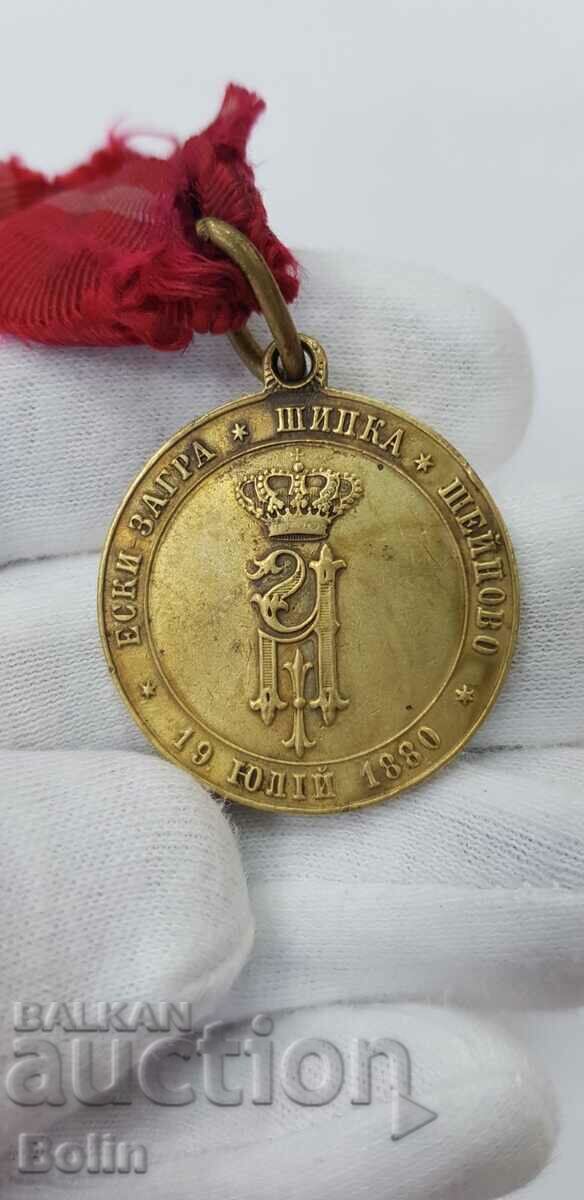 ЕСКИ ЗАГРА * ШИПКА * ШЕЙНОВО *
19 ЮЛІЙ 1880 *
BALKAN
auction
Bolin